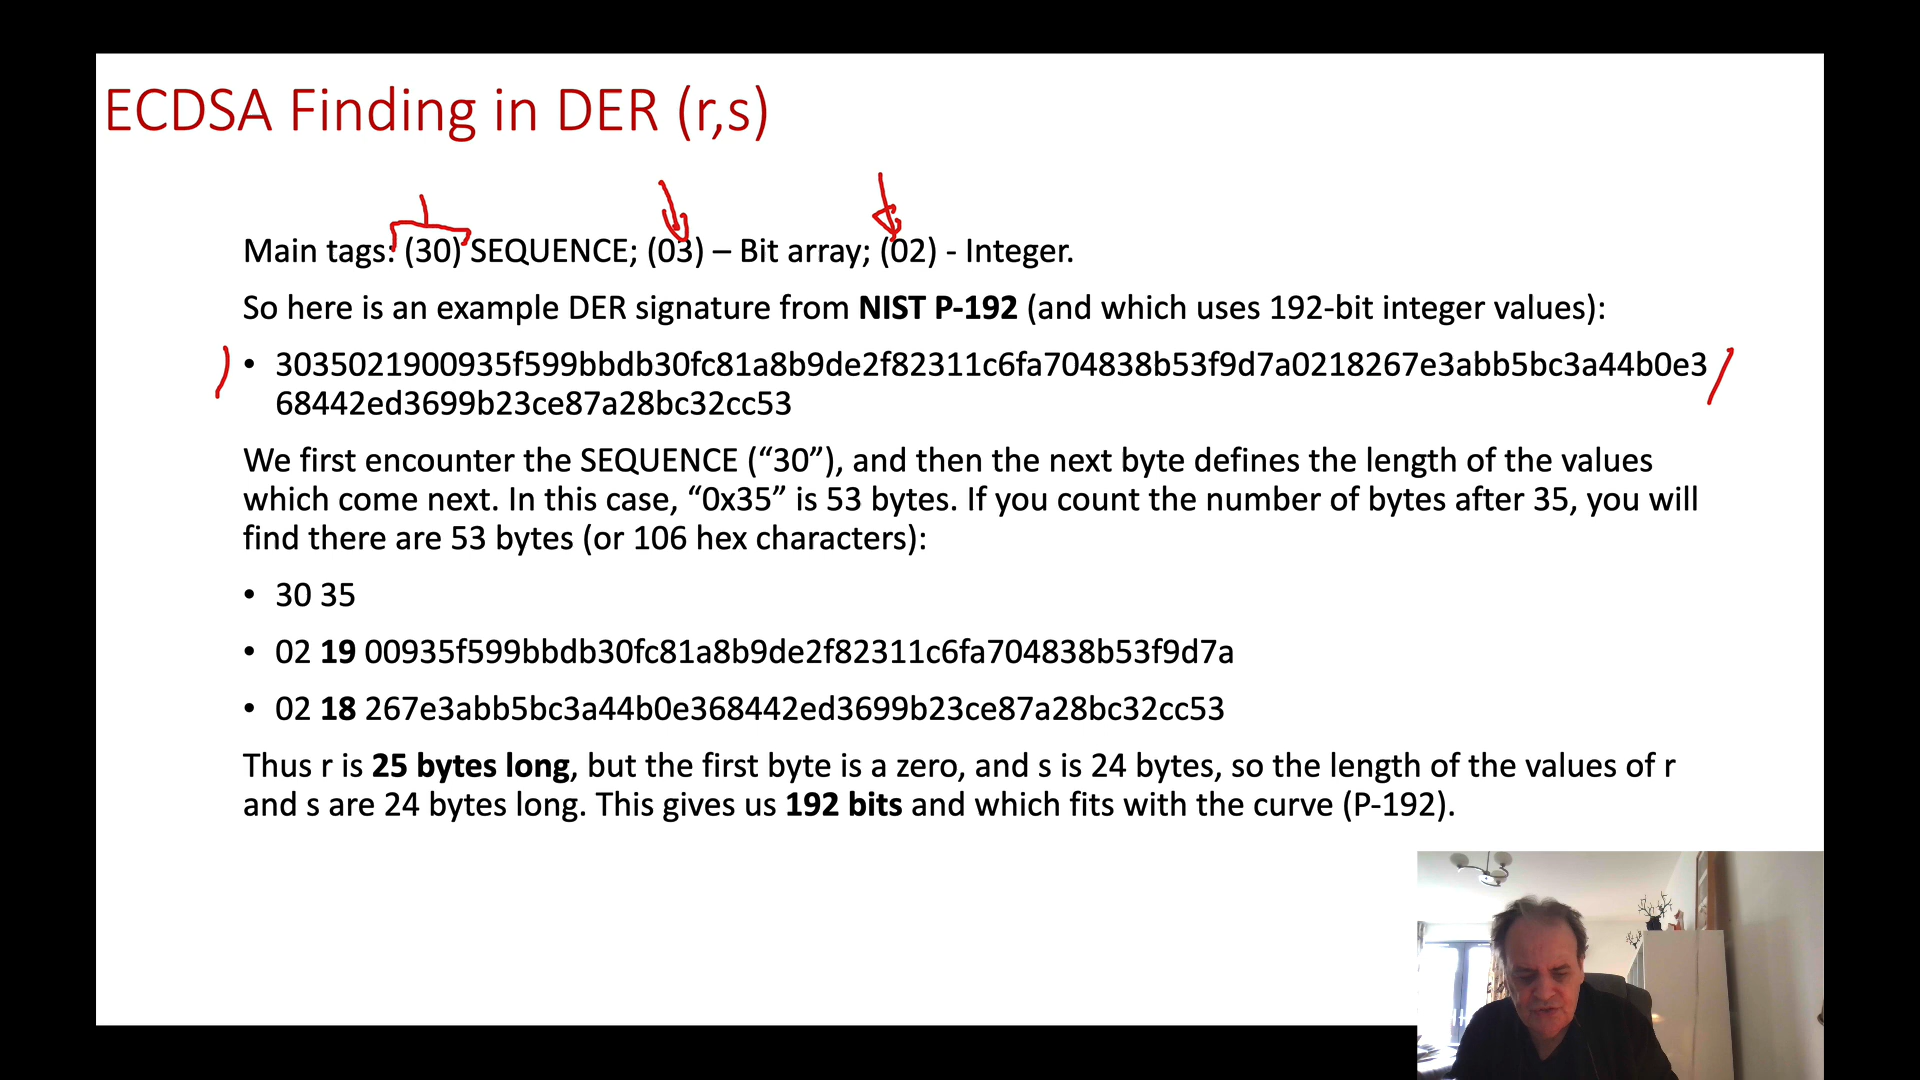 ECDSA Finding in DER (r,s)
Main tags: (30) SEQUENCE; (03) – Bit array; (02) - Integer.
So here is an example DER signature from NIST P-192 (and which uses 192-bit integer values):
• 3035021900935f599bbdb30fc81a8b9de2f82311c6fa704838b53f9d7a0218267e3abb5bc3a44b0e3
68442ed3699b23ce87a28bc32cc53
We first encounter the SEQUENCE (“30”), and then the next byte defines the length of the values
which come next. In this case, “0x35” is 53 bytes. If you count the number of bytes after 35, you will
find there are 53 bytes (or 106 hex characters):
• 30 35
• 02 19 00935f599bbdb30fc81a8b9de2f82311c6fa704838b53f9d7a
• 02 18 267e3abb5bc3a44b0e368442ed3699b23ce87a28bc32cc53
Thus r is 25 bytes long, but the first byte is a zero, and s is 24 bytes, so the length of the values of r
and s are 24 bytes long. This gives us 192 bits and which fits with the curve (P-192).